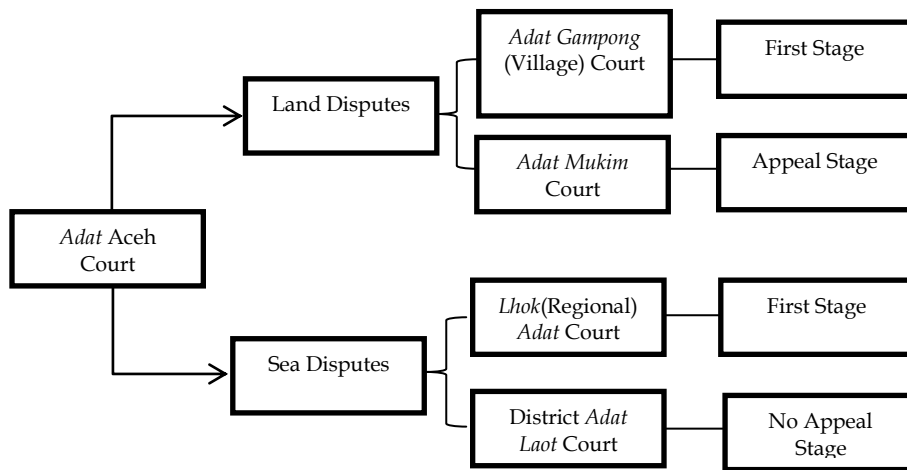 Adat Gampong
(Village) Court
First Stage
Land Disputes
Adat Mukim
Court
Appeal Stage
Adat Aceh
Court
Lhok(Regional)
Adat Court
First Stage
Sea Disputes
District Adat
Laot Court
No Appeal
Stage